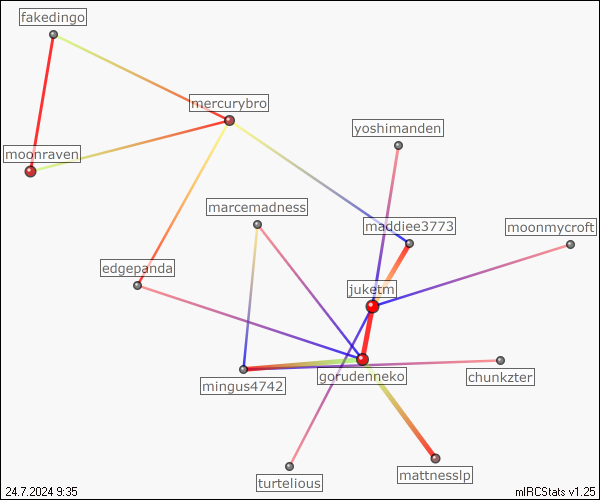 fakedingo
mercurybro
yoshimanden
moonraven
marcemadness
maddiee3773
moonmycroft
edgepanda
juketm
gorudenneko
chunkzter
mingus4742
mattnesslp
turtelious
24.7.2024 9:35
mIRCStats v1.25